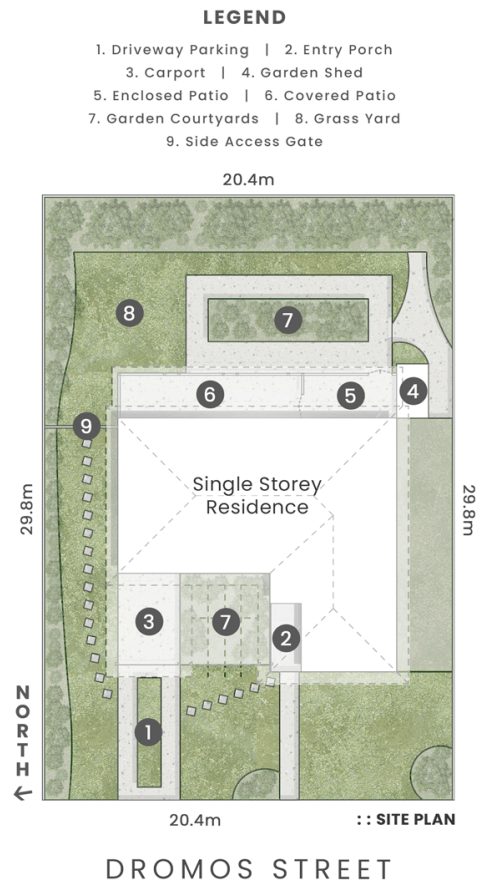 LEGEND
1. Driveway Parking | 2. Entry Porch
3. Carport | 4. Garden Shed
5. Enclosed Patio | 6. Covered Patio
7. Garden Courtyards | 8. Grass Yard
9. Side Access Gate
20.4m
8
7
6
5
4
9
Single Storey
Residence
29.8m
29.8m
3
7
2
1
NORTH
20.4m
:: SITE PLAN
DROMOS STREET